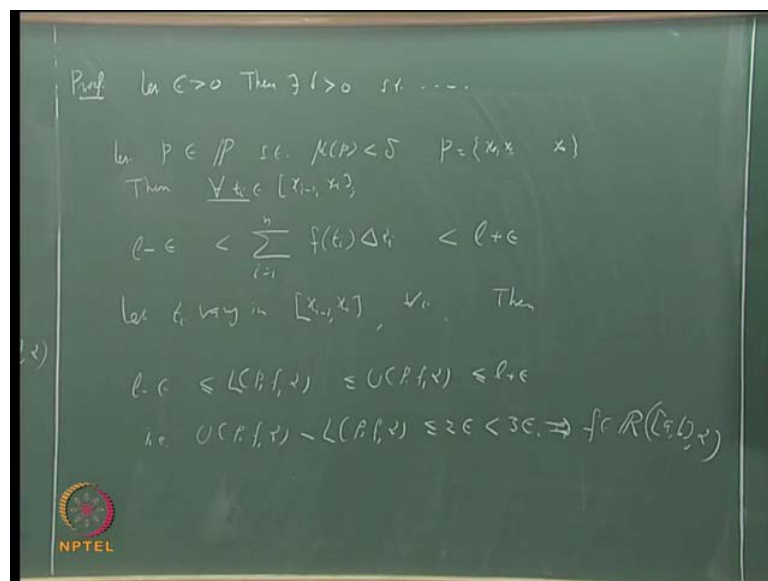 Proof. Let ϵ>0 Then ∃ δ>0 s.t. .....
Let P ∈ ℙ s.t. μ(P) < δ P = {x₀, x₁ xₙ}
Then ∀ tᵢ ∈ [xᵢ₋₁, xᵢ],
l-ϵ < ∑ᵢ₌₁ⁿ f(tᵢ) Δαᵢ < l+ϵ
Let tᵢ vary in [xᵢ₋₁, xᵢ], ∀ i. Then
l-ϵ ≤ L(P, f, α) ≤ U(P, f, α) ≤ l+ϵ
i.e. U(P, f, α) - L(P, f, α) ≤ 2ϵ < 3ϵ. ⇒ f ∈ ℝ([a,b], α)
, α)
NPTEL